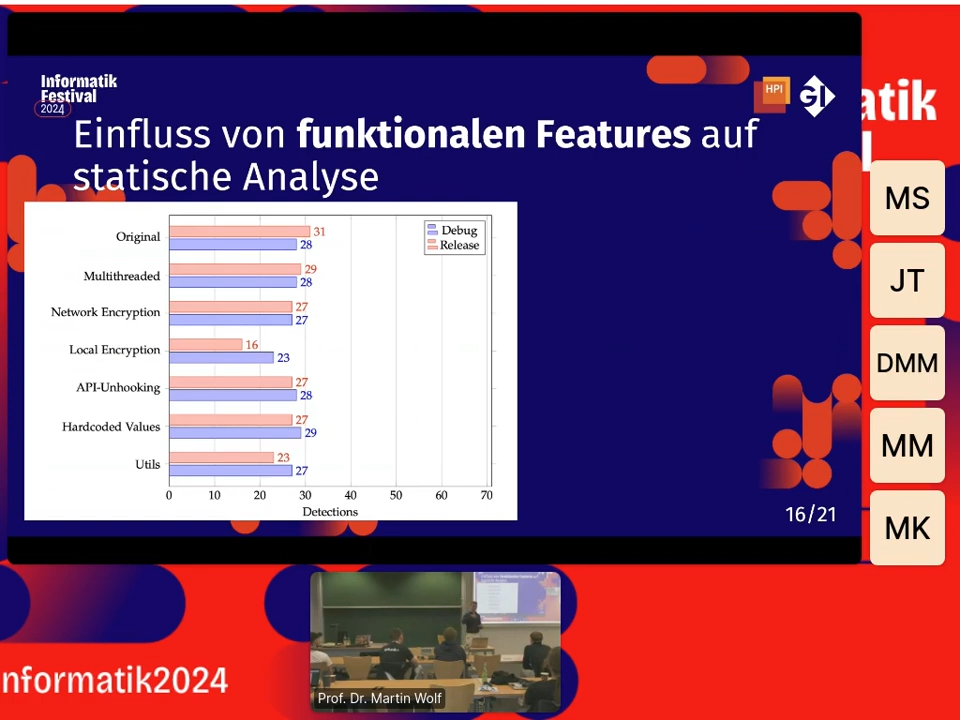 Informatik
Festival
2024
HPI
GI
Einfluss von funktionalen Features auf
statische Analyse
Original
Multithreaded
Network Encryption
Local Encryption
API-Unhooking
Hardcoded Values
Utils
31
28
29
28
27
27
16
23
27
28
27
29
23
27
Debug
Release
0 10 20 30 40 50 60 70
Detections
16/21
atik
l
MS
JT
DMM
MM
MK
nformatik2024
Prof. Dr. Martin Wolf